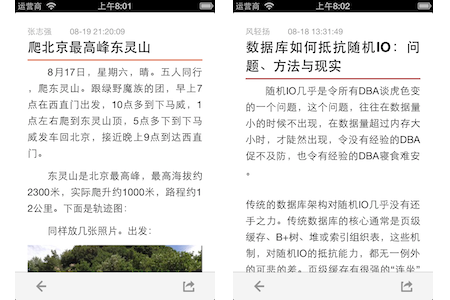 运营商 上午8:01
张志强 08-19 21:20:09
爬北京最高峰东灵山
8月17日，星期六，晴。五人同行
，爬东灵山。跟绿野魔族的团，早上7
点在西直门出发，10点多到下马威，1
点左右爬到东灵山顶，5点多下到下马
威发车回北京，接近晚上9点到达西直
门。
东灵山是北京最高峰，最高海拔约
2300米，实际爬升约1000米，路程约1
2公里。下面是轨迹图：
同样放几张照片。出发：
运营商 上午8:02
风轻扬 08-18 13:31:49
数据库如何抵抗随机IO：问
题、方法与现实
随机IO几乎是令所有DBA谈虎色变
的一个问题，这个问题，往往在数据量
小的时候不出现，在数据量超过内存大
小时，才陡然出现，令没有经验的DBA
促不及防，也令有经验的DBA寝食难安
。
传统的数据库架构对随机IO几乎没有还
手之力。传统数据库的核心通常是页级
缓存、B+树、堆或索引组织表，这些机
制，对随机IO的抵抗能力，都无一例外
的可悲的差。页级缓存有很强的“连坐”